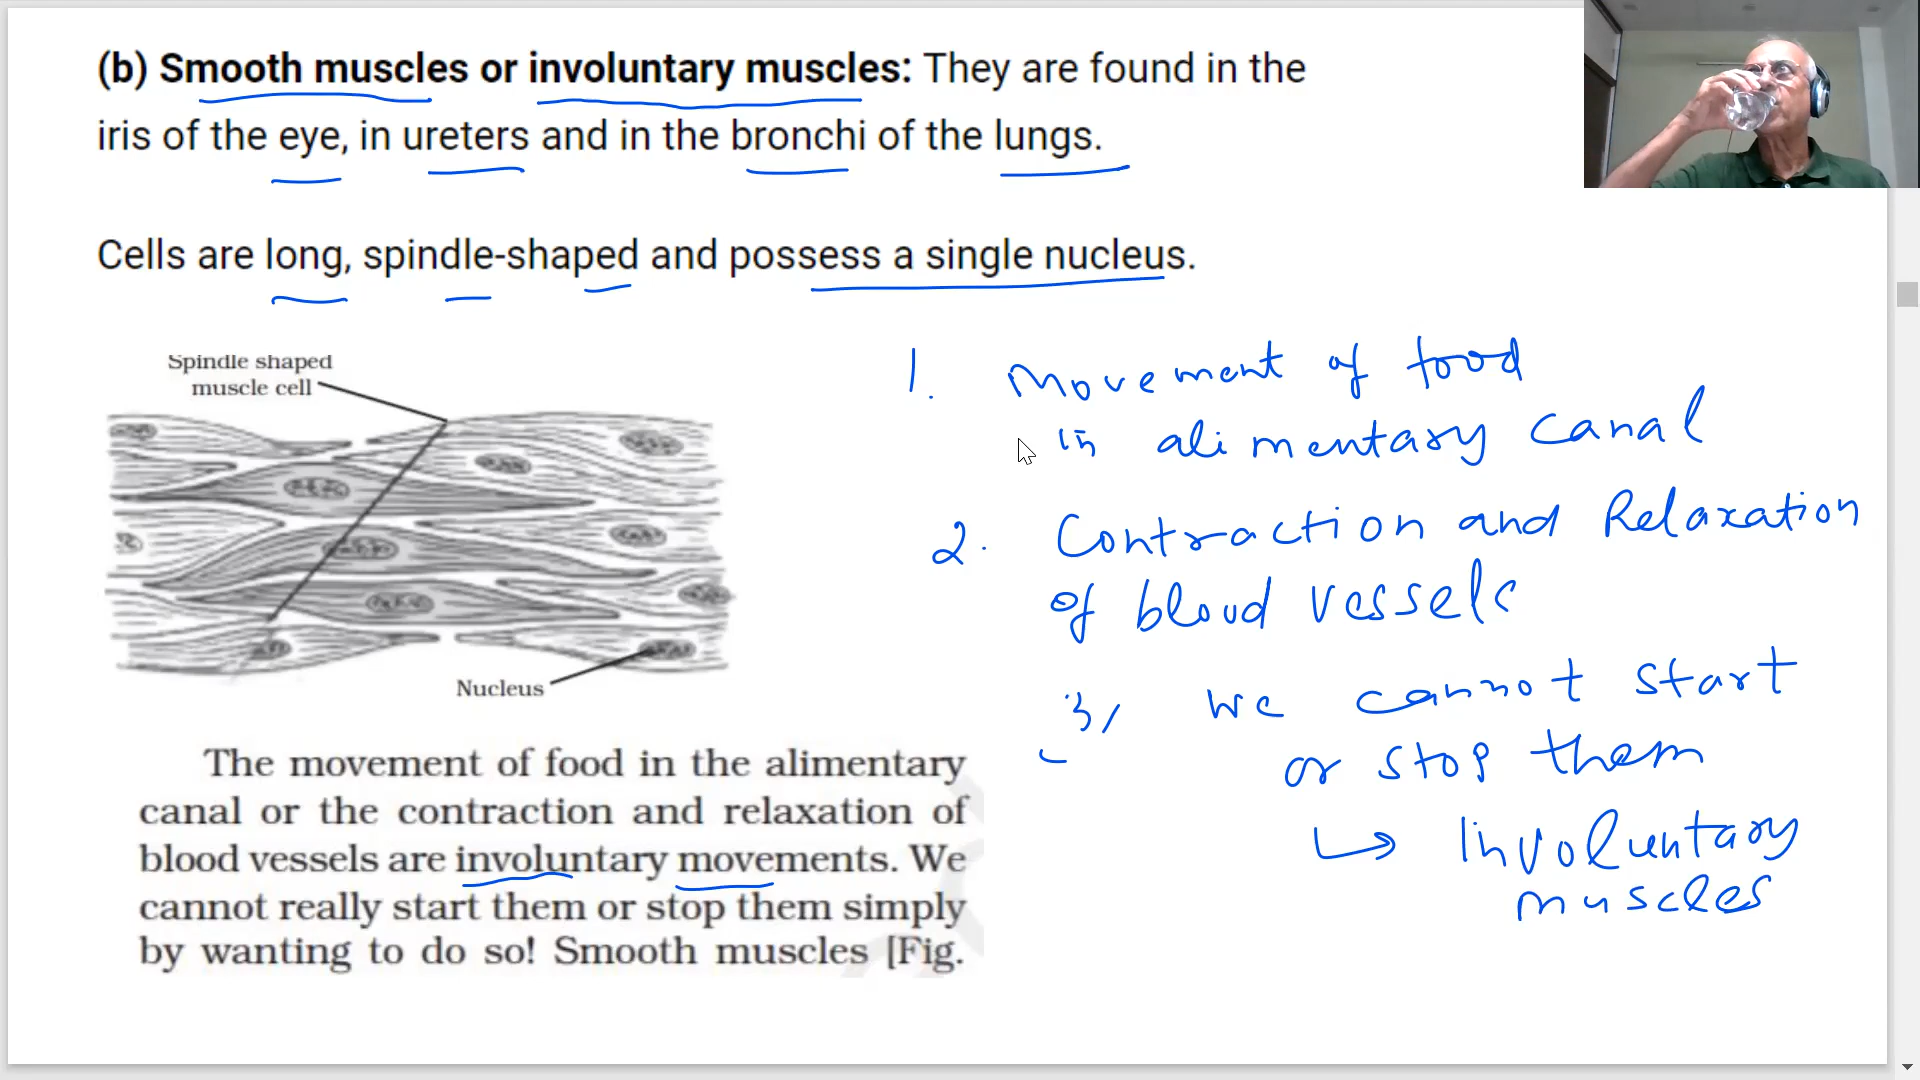 (b) Smooth muscles or involuntary muscles: They are found in the
iris of the eye, in ureters and in the bronchi of the lungs.
Cells are long, spindle-shaped and possess a single nucleus.
Spindle shaped
muscle cell
Nucleus
The movement of food in the alimentary
canal or the contraction and relaxation of
blood vessels are involuntary movements. We
cannot really start them or stop them simply
by wanting to do so! Smooth muscles [Fig.
1. Movement of food
in alimentary canal
2. Contraction and Relaxation
of blood vessels
3, We cannot start
or stop them
↳ Involuntary
muscles